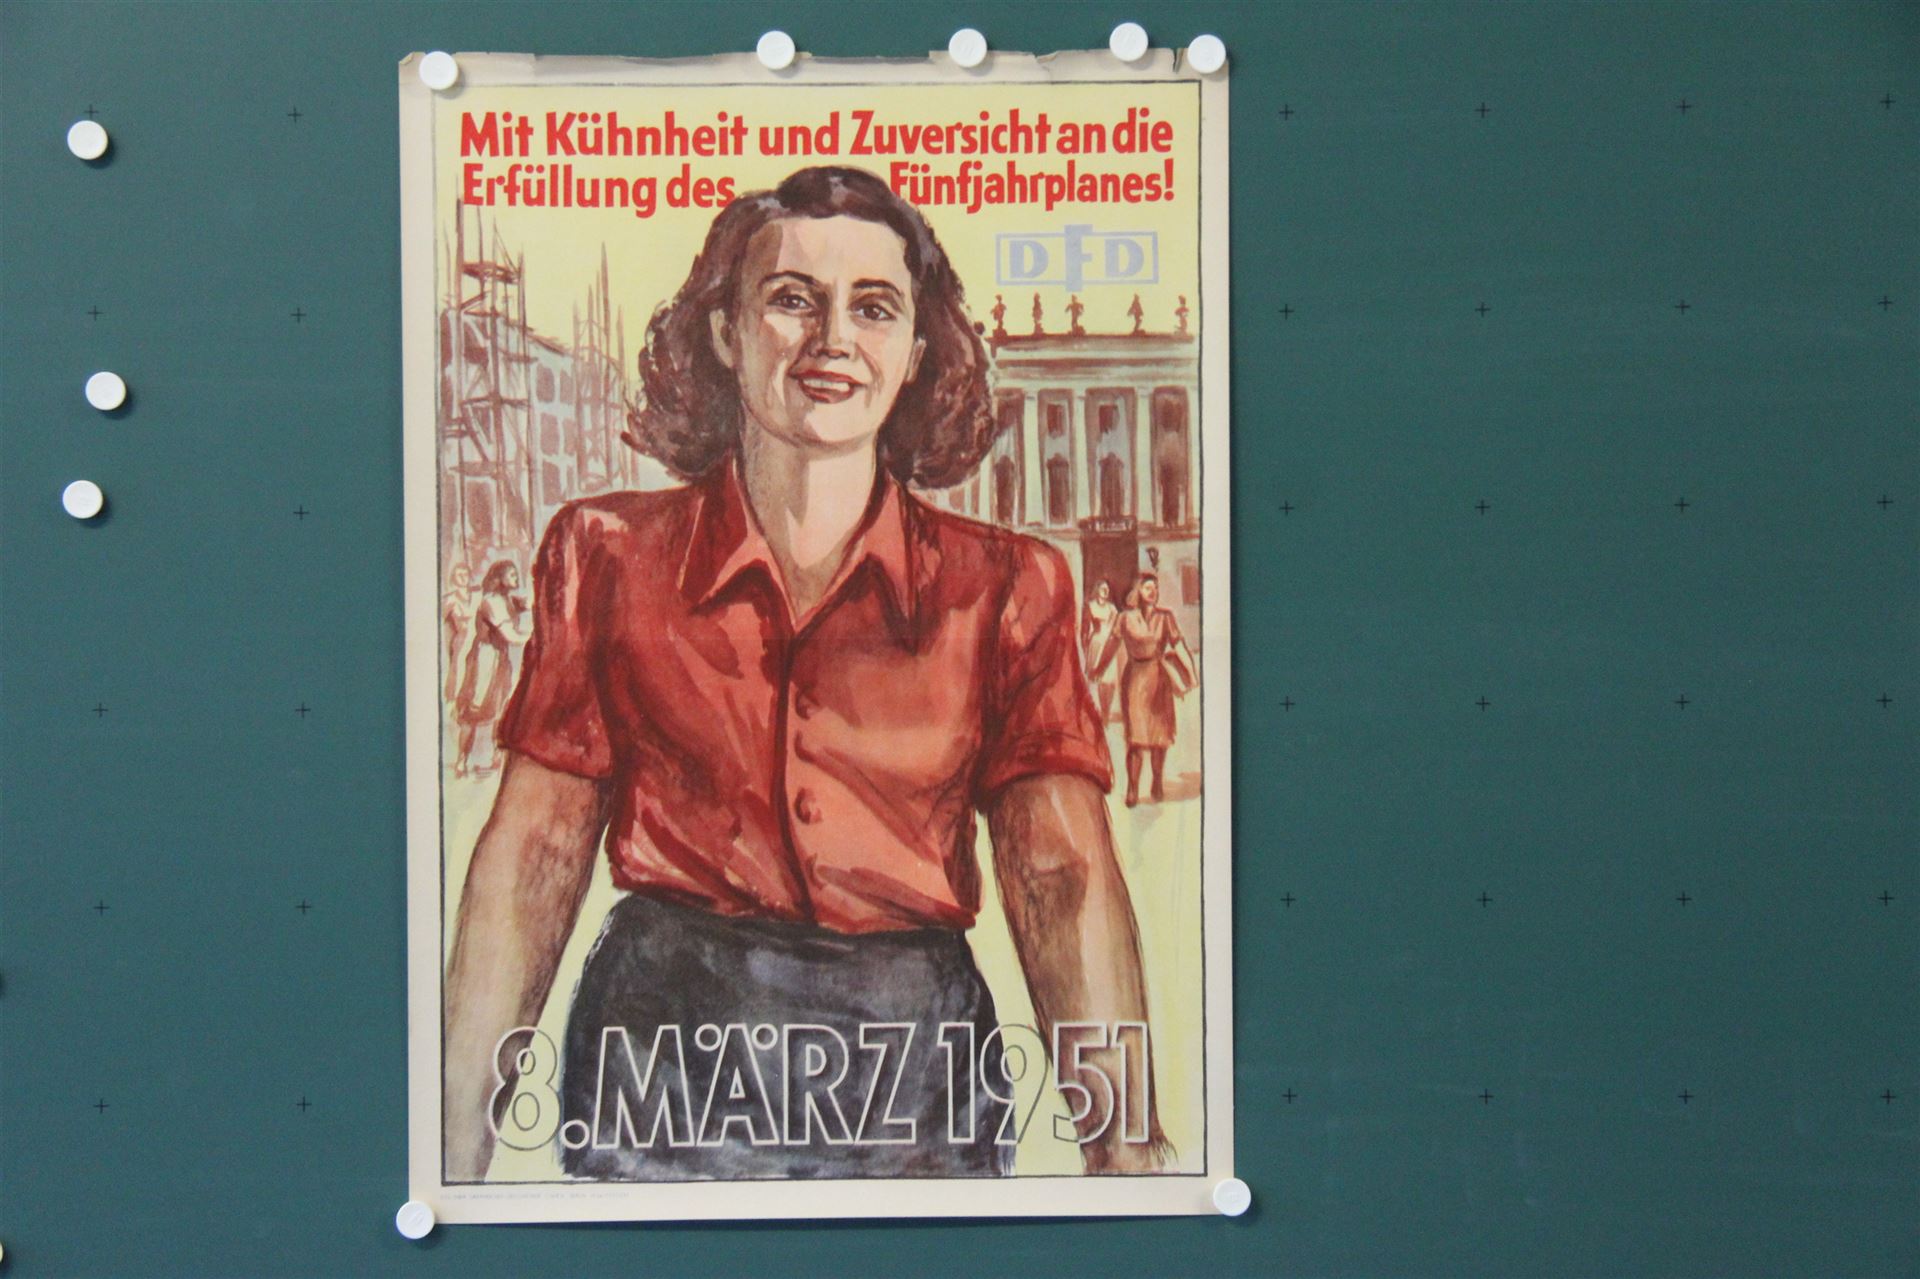 Mit Kühnheit und Zuversicht an die
Erfüllung des Fünfjahrplanes!
DFD
8. MÄRZ 1951